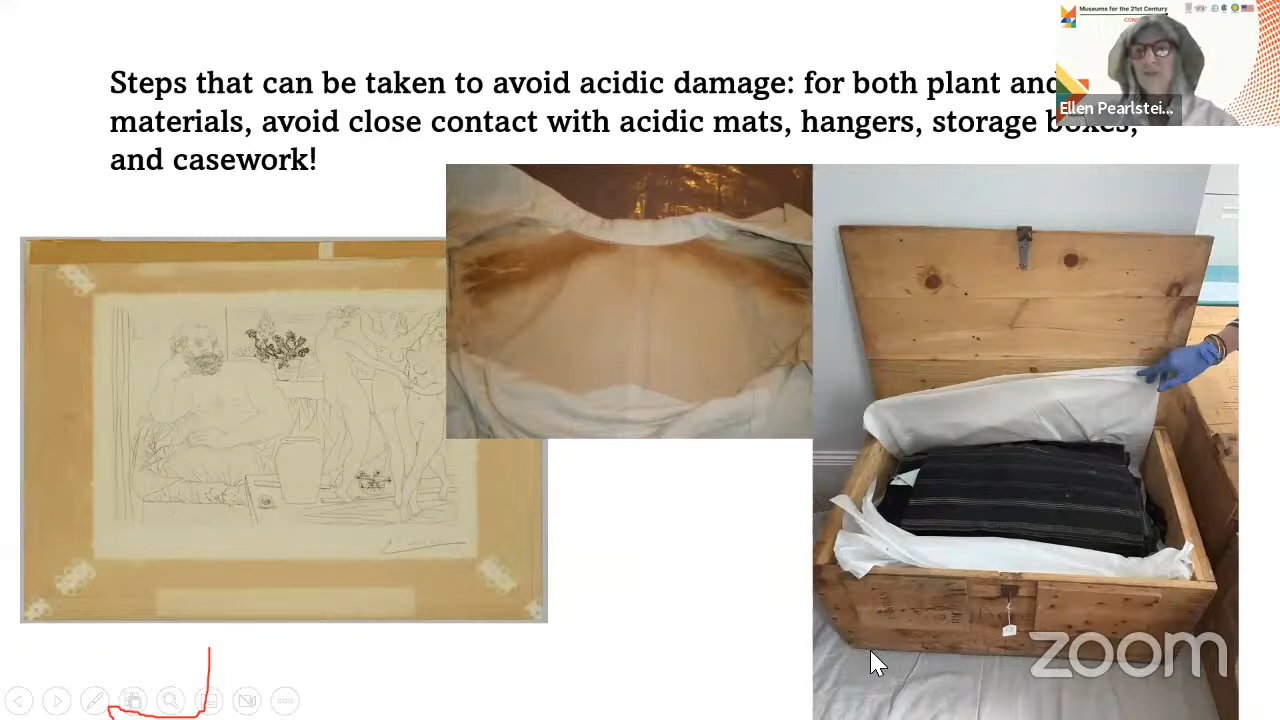 Museums for the 21st Century
Steps that can be taken to avoid acidic damage: for both plant and
Ellen Pearlstei...
materials, avoid close contact with acidic mats, hangers, storage boxes,
and casework!
zoom